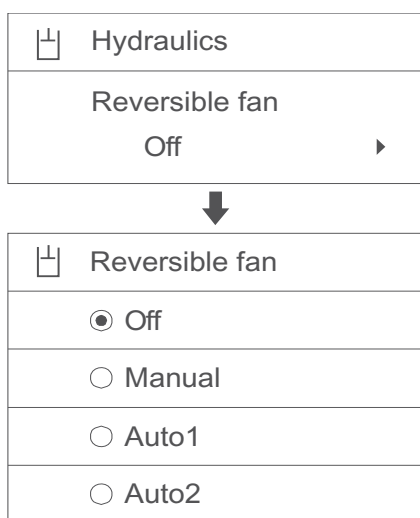 Hydraulics
Reversible fan
Off
Reversible fan
Off
Manual
Auto1
Auto2